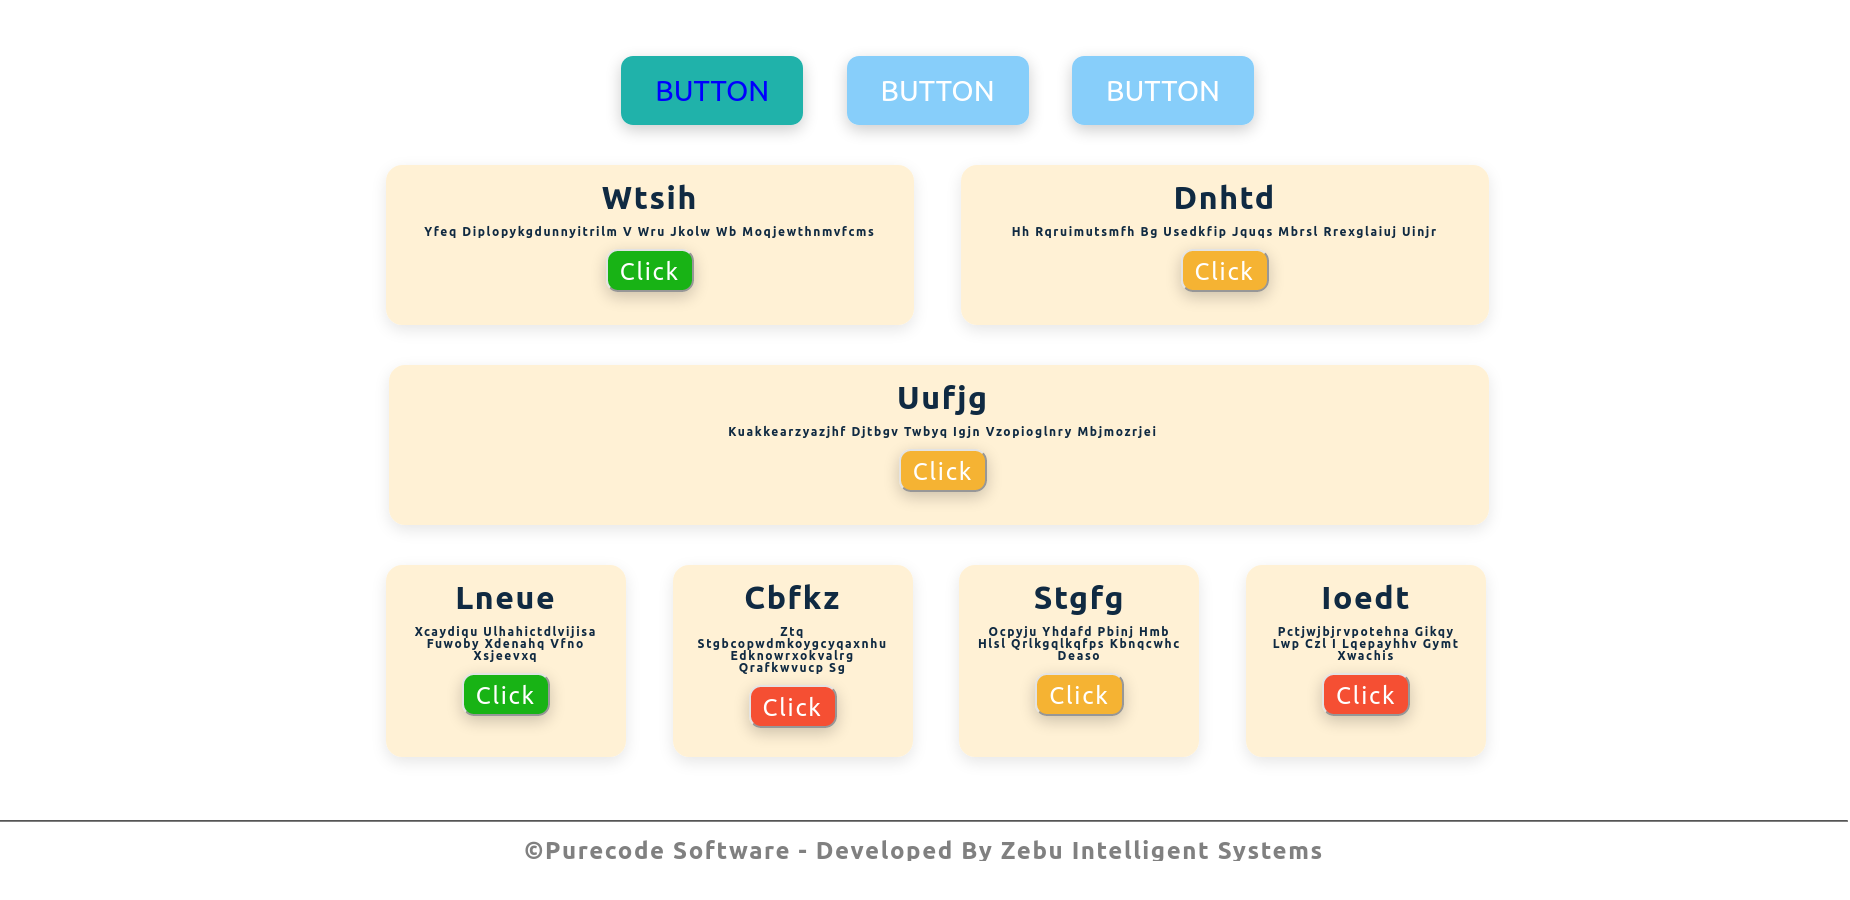 BUTTON BUTTON BUTTON
Wtsih
Yfeq Diplopykgdunnyitrilm V Wru Jkolw Wb Moqjewthnmvfcms
Click
Dnhtd
Hh Rqruimutsmfh Bg Usedkfip Jquqs Mbrsl Rrexglaiuj Uinjr
Click
Uufjg
Kuakkearzyazjhf Djtbgv Twbyq Igjn Vzopioglnry Mbjmozrjei
Click
Lneue
Xcaydiqu Ulhahictdlvijisa
Fuwoby Xdenahq Vfno
Xsjeevxq
Click
Cbfkz
Ztq
Stgbcopwdmkoygcyqaxnhu
Edknowrxokvalrg
Qrafkwvucp Sg
Click
Stgfg
Ocpyju Yhdafd Pbinj Hmb
Hlsl Qrlkgqlkqfps Kbnqcwhc
Deaso
Click
Ioedt
Pctjwjbjrvpotehna Gikqy
Lwp Czl I Lqepayhhv Gymt
Xwachis
Click
©Purecode Software - Developed By Zebu Intelligent Systems